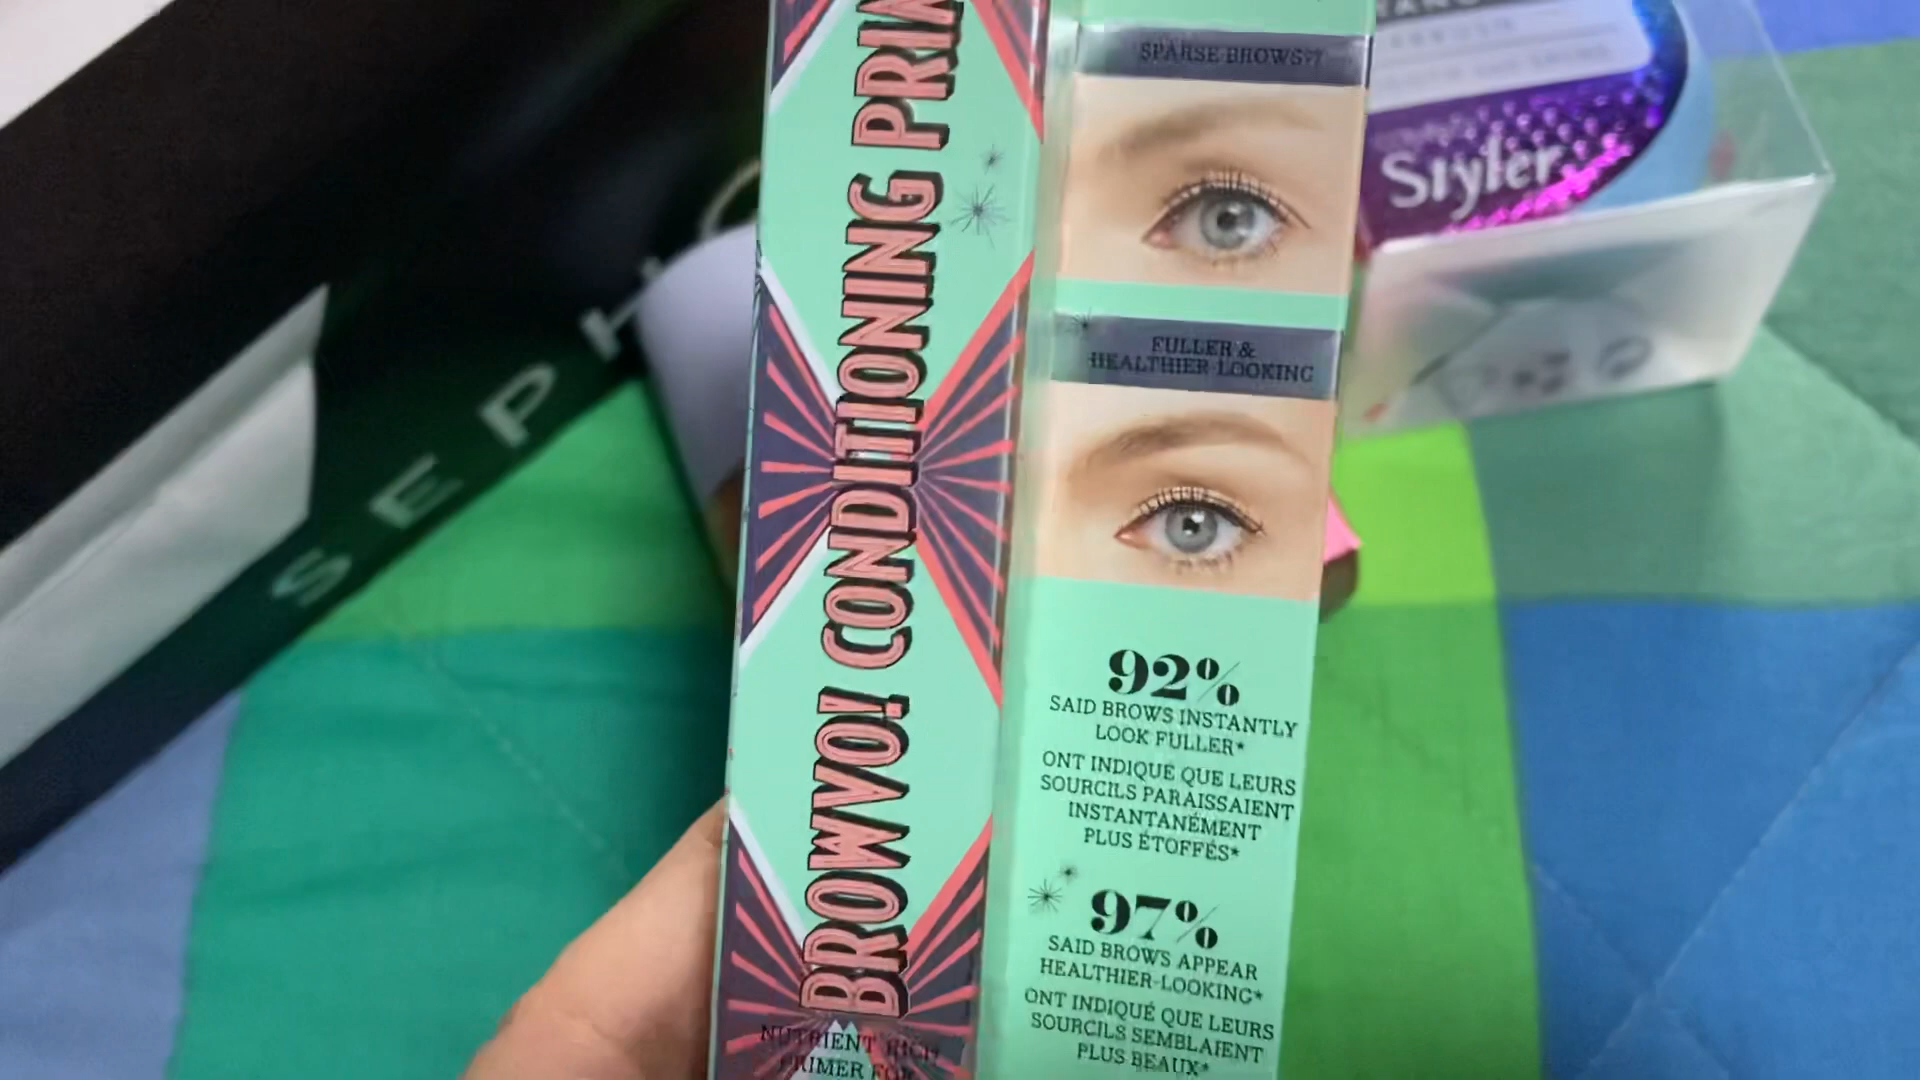 BROWVO! CONDITIONING PRIM
NUTRIENT RICH
PRIMER FOR
SPARSE BROWS??
FULLER &
HEALTHIER-LOOKING
92%
SAID BROWS INSTANTLY
LOOK FULLER*
ONT INDIQUÉ QUE LEURS
SOURCILS PARAISSAIENT
INSTANTANÉMENT
PLUS ÉTOFFÉS*
97%
SAID BROWS APPEAR
HEALTHIER-LOOKING*
ONT INDIQUÉ QUE LEURS
SOURCILS SEMBLAIENT
PLUS BEAUX*
SEPH
Styler